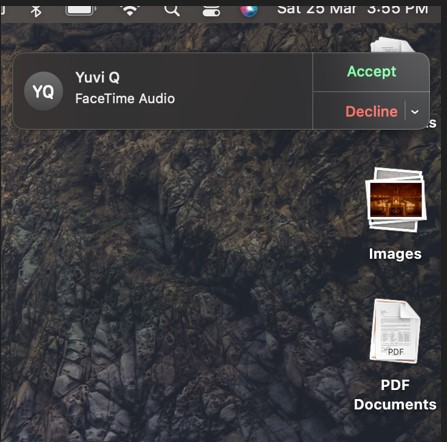 Sat 25 Mar 3:55 PM
YQ
Yuvi Q
FaceTime Audio
Accept
Decline
s
Images
PDF
PDF
Documents